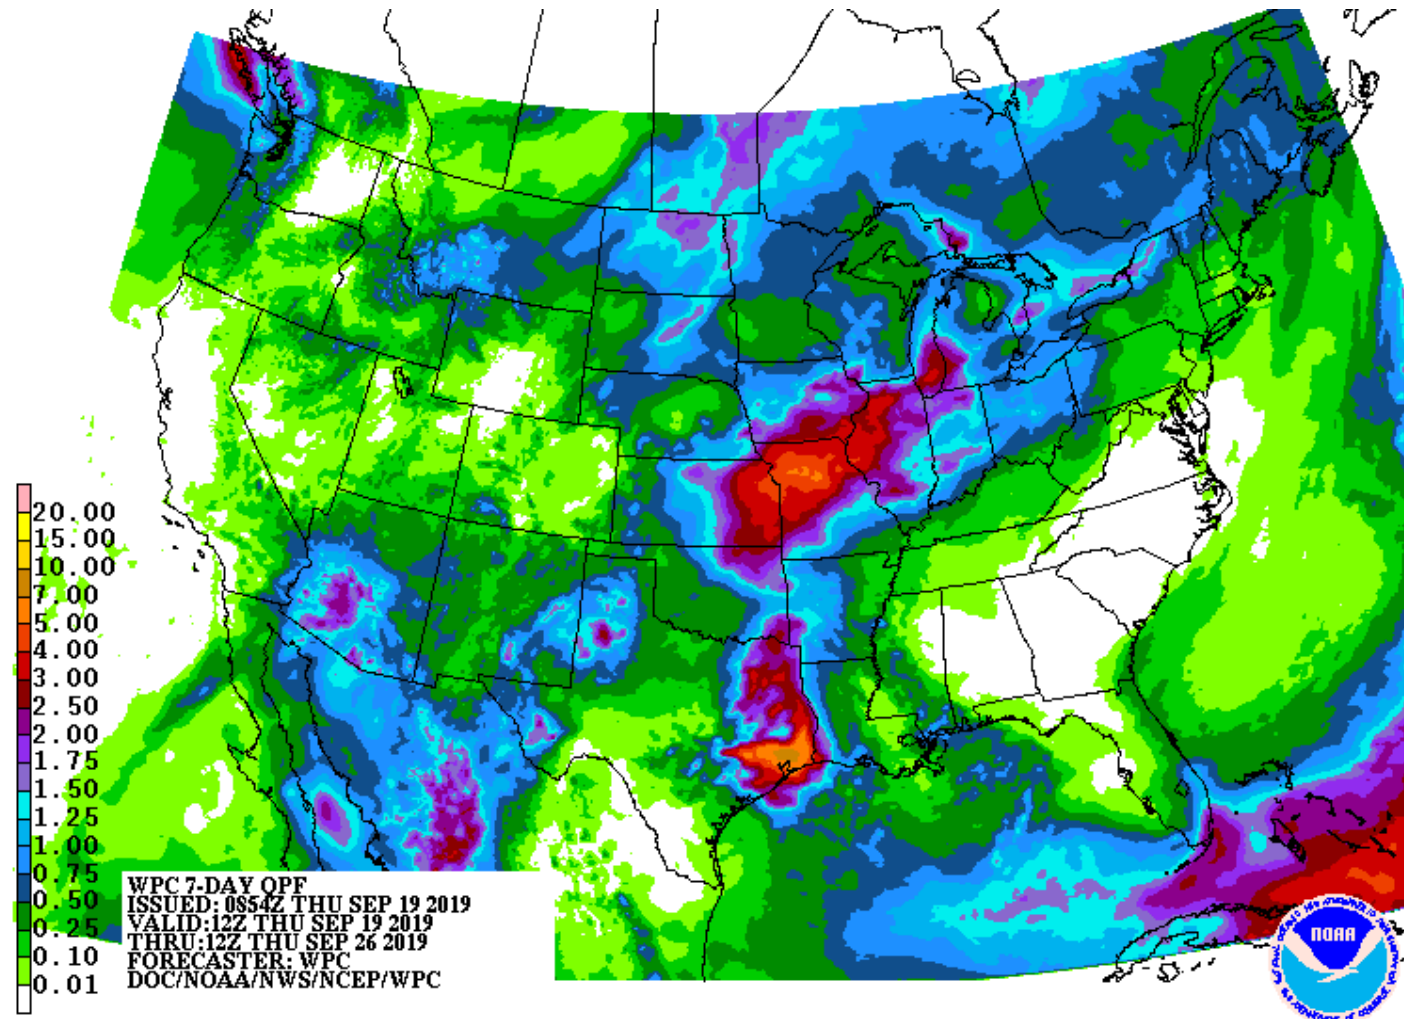 20.00
15.00
10.00
7.00
5.00
4.00
3.00
2.50
2.00
1.75
1.50
1.25
1.00
0.75
0.50
0.25
0.10
0.01
WPC 7-DAY QPF
ISSUED: 0854Z THU SEP 19 2019
VALID:12Z THU SEP 19 2019
THRU:12Z THU SEP 26 2019
FORECASTER: WPC
DOC/NOAA/NWS/NCEP/WPC
NOAA